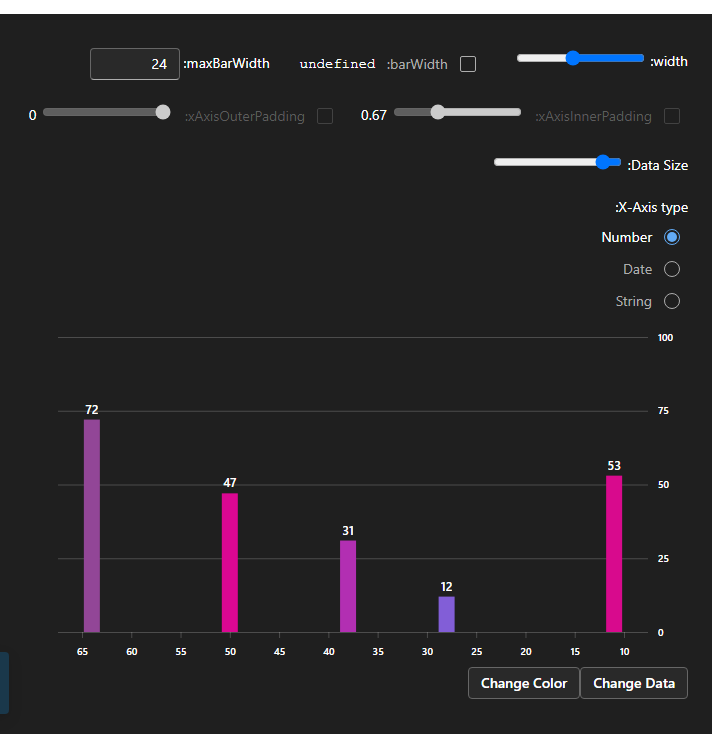 width:
barWidth: undefined
maxBarWidth: 24
xAxisInnerPadding: 0.67
xAxisOuterPadding: 0
Data Size:
X-Axis type:
Number
Date
String
100
75
50
25
0
72
47
31
12
53
65 60 55 50 45 40 35 30 25 20 15 10
Change Color
Change Data